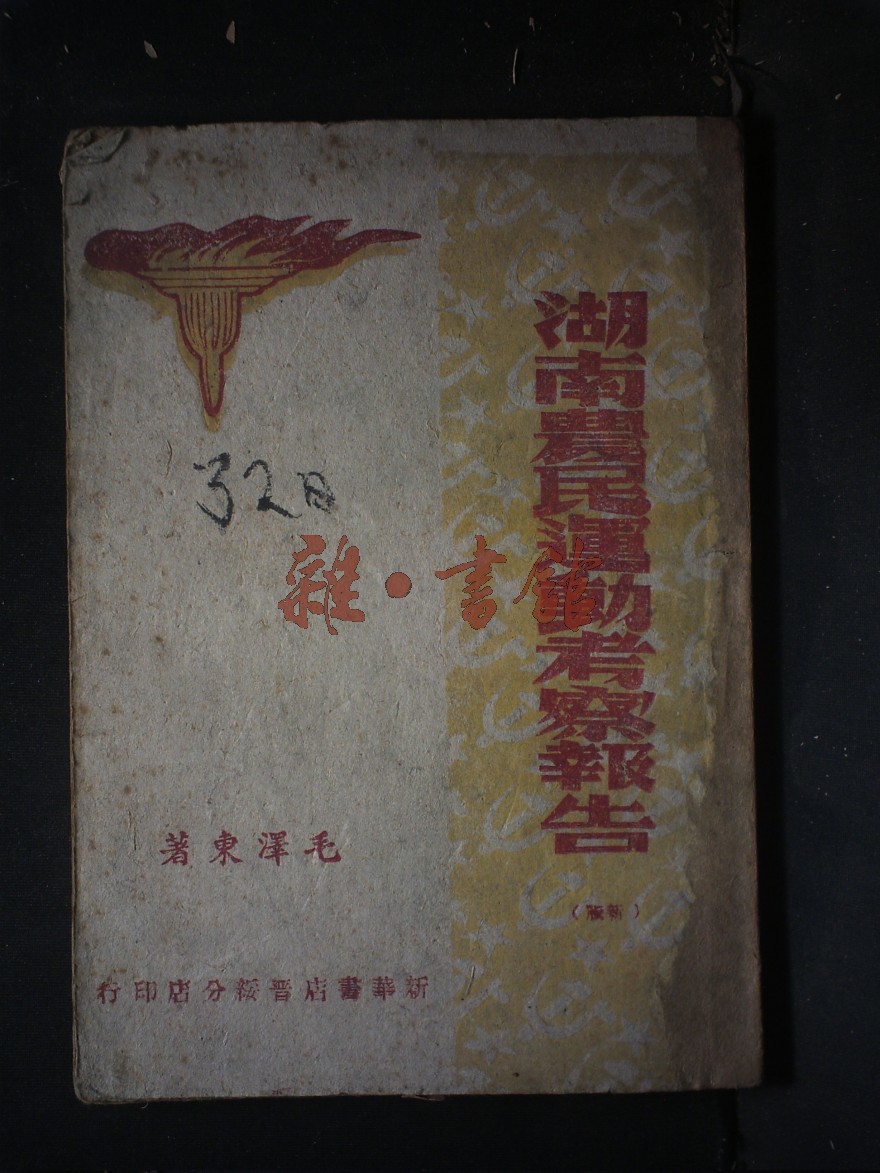 湖南農民運動考察報告
（新版）
32日
雜·書館
毛澤東著
新華書店晋綏分店印行